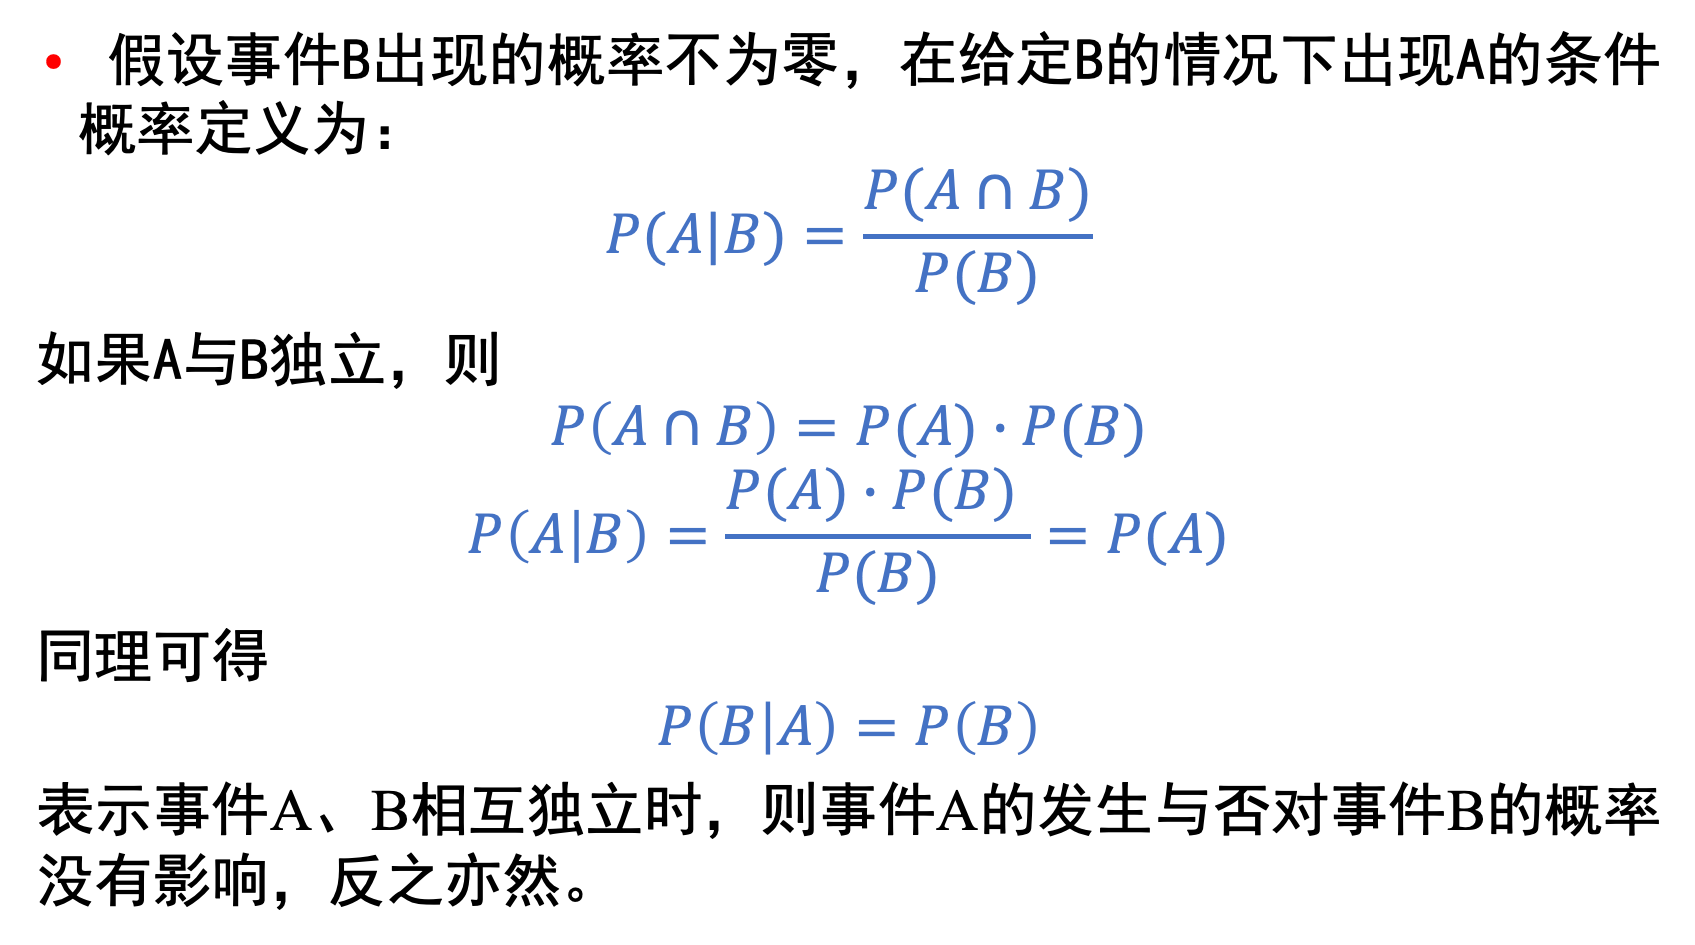 • 假设事件B出现的概率不为零，在给定B的情况下出现A的条件
概率定义为：
P(A|B) = P(A ∩ B) / P(B)
如果A与B独立，则
P(A ∩ B) = P(A) · P(B)
P(A|B) = P(A) · P(B) / P(B) = P(A)
同理可得
P(B|A) = P(B)
表示事件A、B相互独立时，则事件A的发生与否对事件B的概率
没有影响，反之亦然。